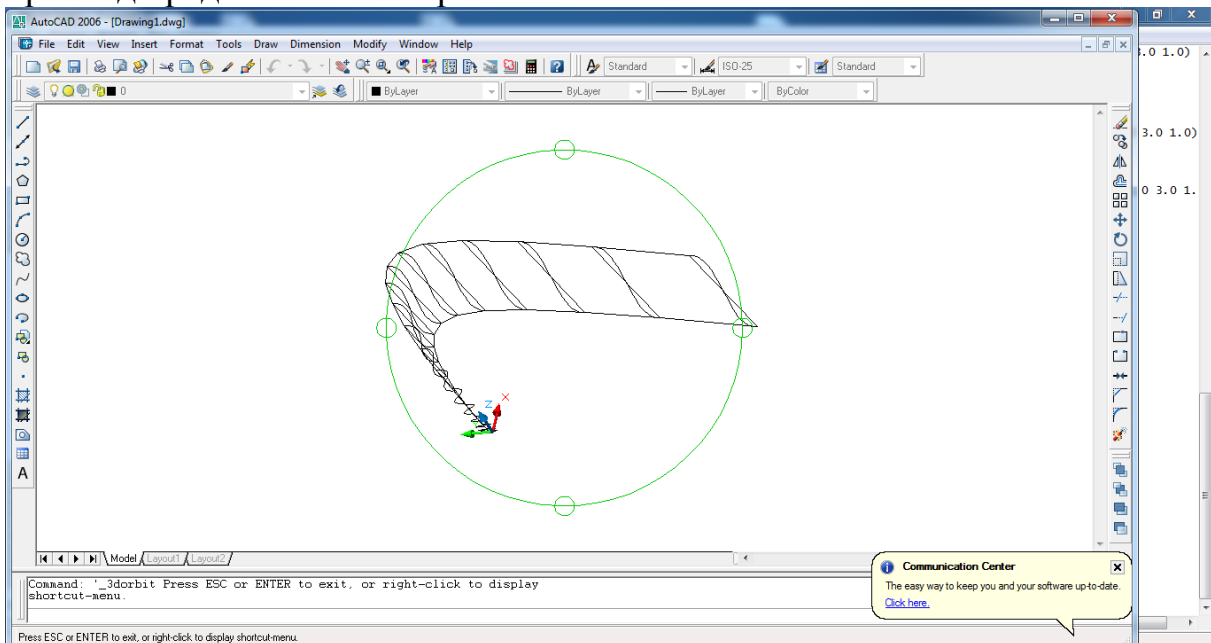 AutoCAD 2006 - [Drawing1.dwg]
File Edit View Insert Format Tools Draw Dimension Modify Window Help
Standard ISO-25 Standard
0 ByLayer ByLayer ByLayer ByColor
3.0 1.0)
3.0 1.0)
0 3.0 1.
Z X
A
Model Layout1 Layout2
Command: '_3dorbit Press ESC or ENTER to exit, or right-click to display
shortcut-menu.
Communication Center
The easy way to keep you and your software up-to-date.
Click here.
Press ESC or ENTER to exit, or right-click to display shortcut-menu.